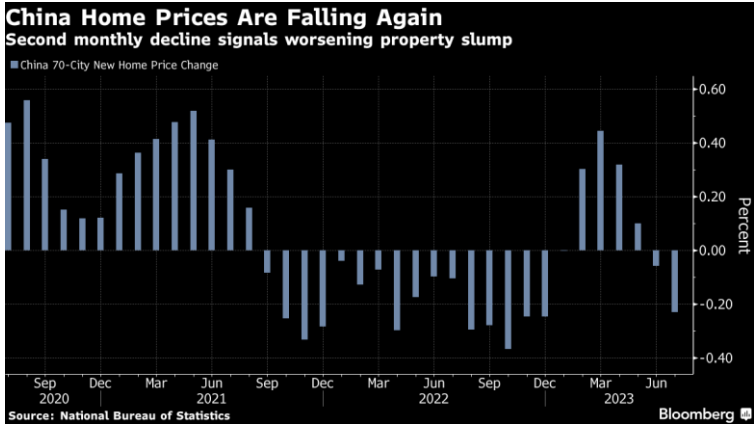 China Home Prices Are Falling Again
Second monthly decline signals worsening property slump
China 70-City New Home Price Change
0.60
0.40
0.20
0.00
-0.20
-0.40
Percent
Sep Dec Mar Jun Sep Dec Mar Jun Sep Dec Mar Jun
2020 2021 2022 2023
Source: National Bureau of Statistics
Bloomberg